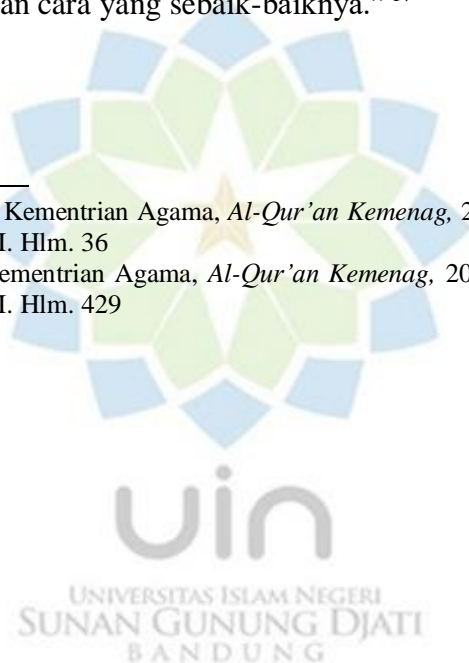 an cara yang sebaik-baiknya."
Kementrian Agama, Al-Qur'an Kemenag, 2
I. Hlm. 36
ementrian Agama, Al-Qur'an Kemenag, 20
I. Hlm. 429
uin
UNIVERSITAS ISLAM NEGERI
SUNAN GUNUNG DJATI
BANDUNG